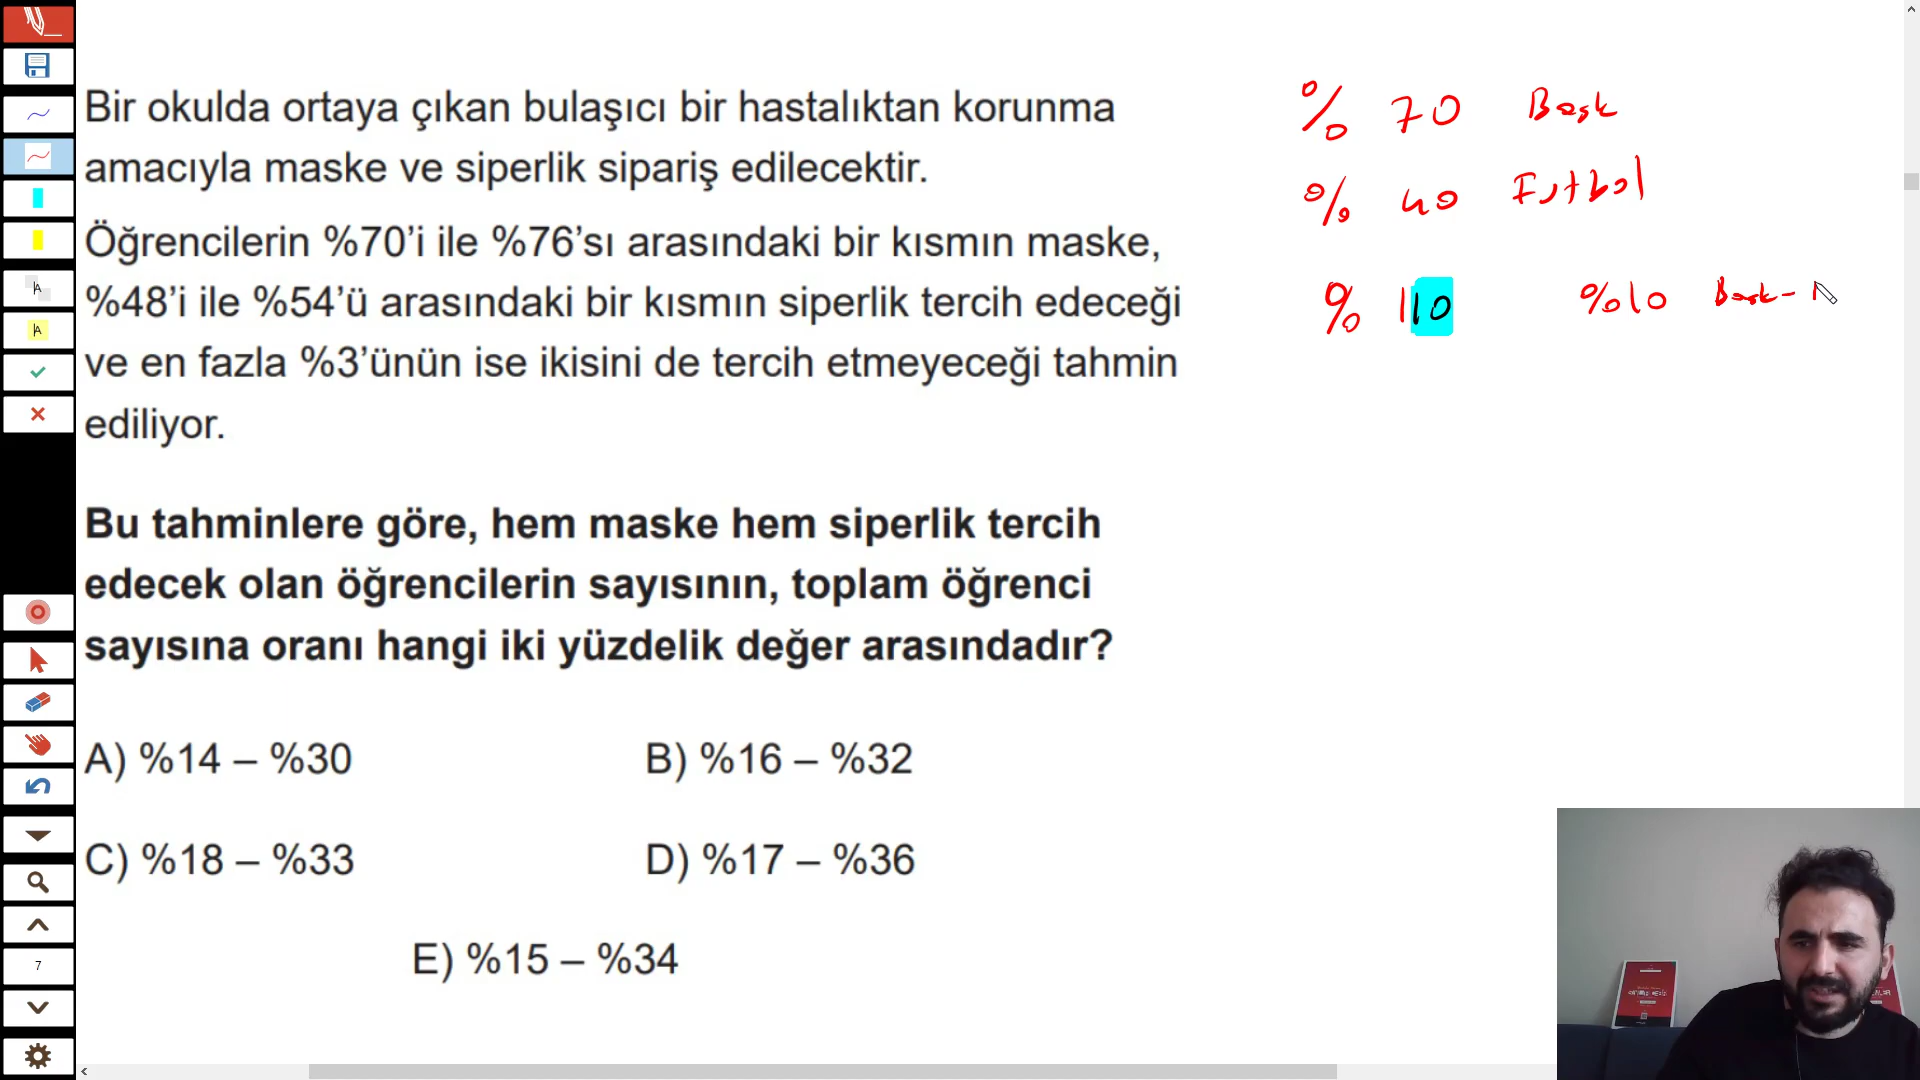 Bir okulda ortaya çıkan bulaşıcı bir hastalıktan korunma
amacıyla maske ve siperlik sipariş edilecektir.
Öğrencilerin %70’i ile %76’sı arasındaki bir kısmın maske,
%48’i ile %54’ü arasındaki bir kısmın siperlik tercih edeceği
ve en fazla %3’ünün ise ikisini de tercih etmeyeceği tahmin
ediliyor.
Bu tahminlere göre, hem maske hem siperlik tercih
edecek olan öğrencilerin sayısının, toplam öğrenci
sayısına oranı hangi iki yüzdelik değer arasındadır?
A) %14 – %30
B) %16 – %32
C) %18 – %33
D) %17 – %36
E) %15 – %34
% 70 Bask
% 40 Futbol
% 110 %10 Bask-
A
A
7